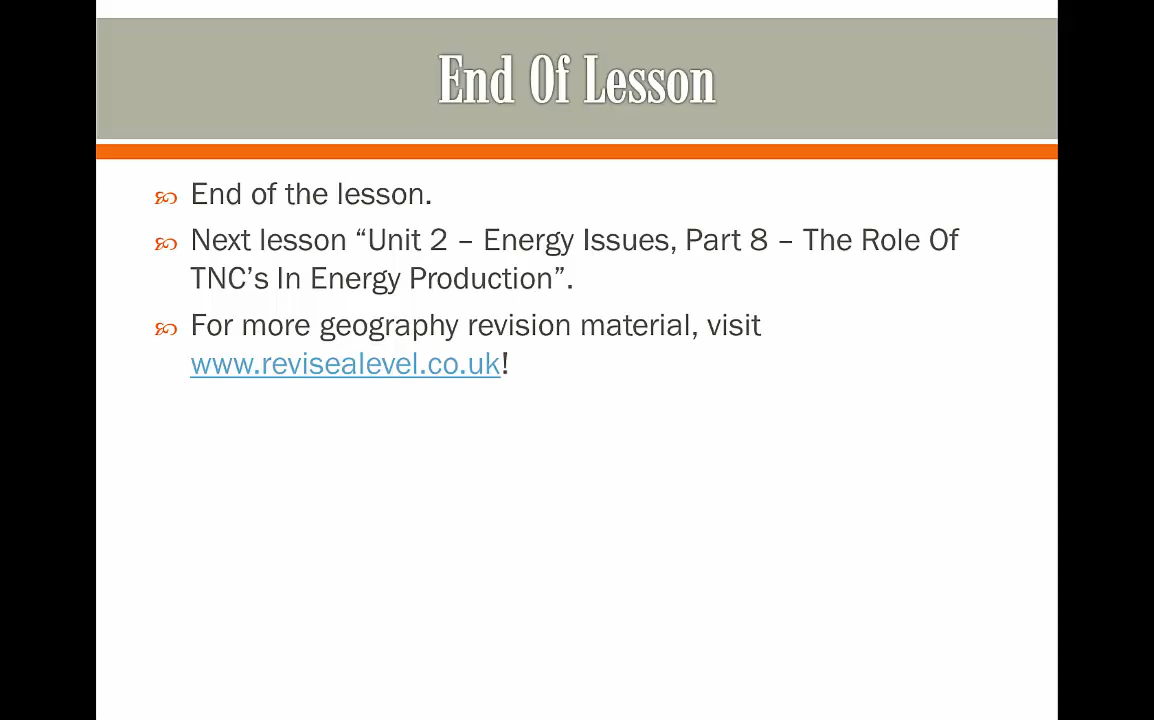 End Of Lesson
End of the lesson.
Next lesson “Unit 2 – Energy Issues, Part 8 – The Role Of
TNC’s In Energy Production”.
For more geography revision material, visit
www.revisealevel.co.uk!